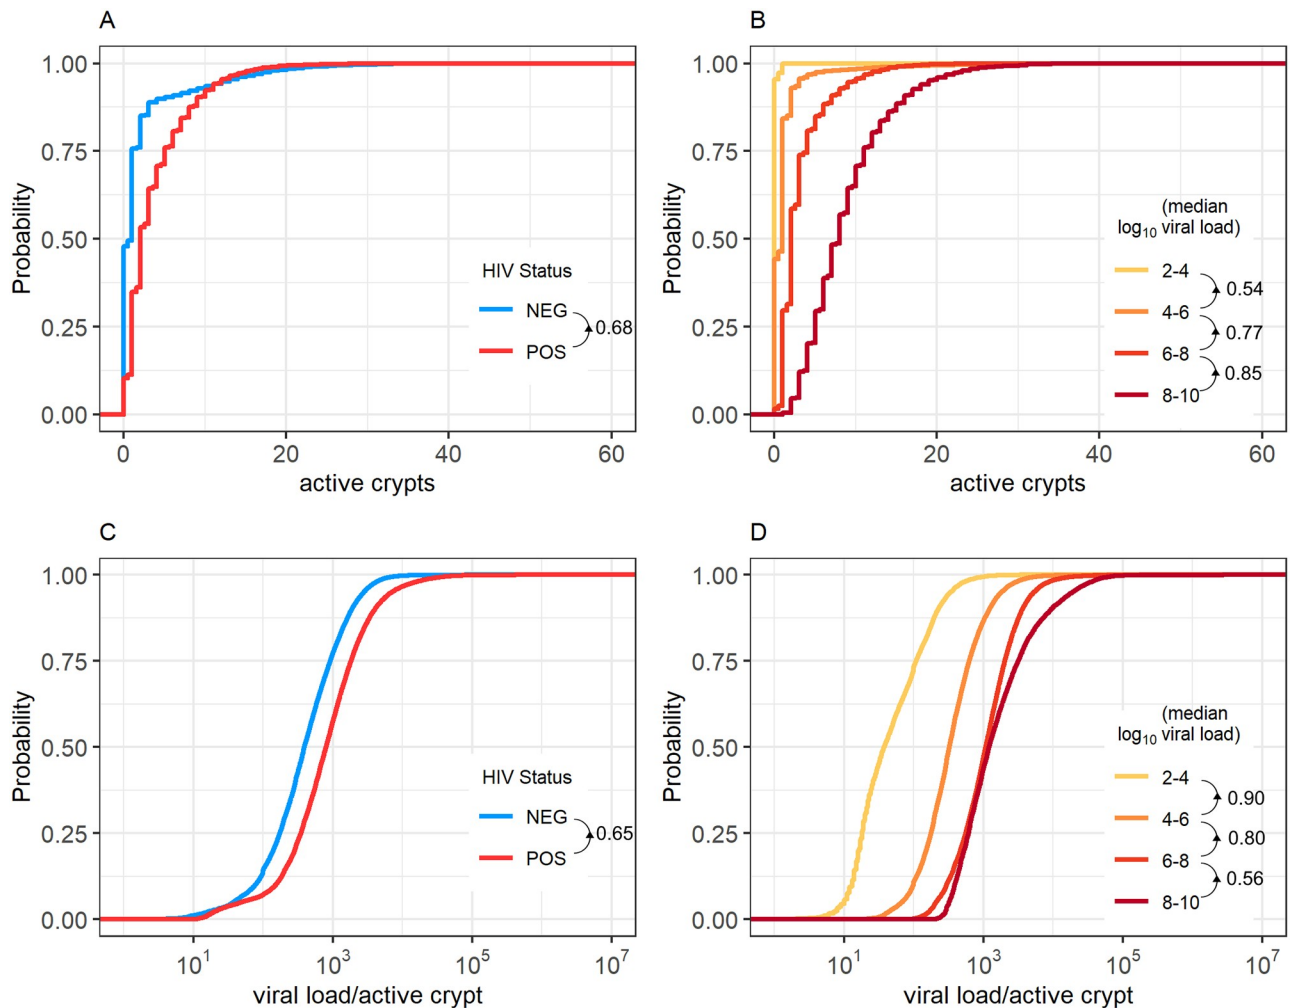 A
Probability
1.00
0.75
0.50
0.25
0.00
HIV Status
NEG
POS
0.68
0 20 40 60
active crypts
B
Probability
1.00
0.75
0.50
0.25
0.00
(median
log10 viral load)
2-4
0.54
4-6
0.77
6-8
0.85
8-10
0 20 40 60
active crypts
C
Probability
1.00
0.75
0.50
0.25
0.00
HIV Status
NEG
POS
0.65
10^1 10^3 10^5 10^7
viral load/active crypt
D
Probability
1.00
0.75
0.50
0.25
0.00
(median
log10 viral load)
2-4
0.90
4-6
0.80
6-8
0.56
8-10
10^1 10^3 10^5 10^7
viral load/active crypt